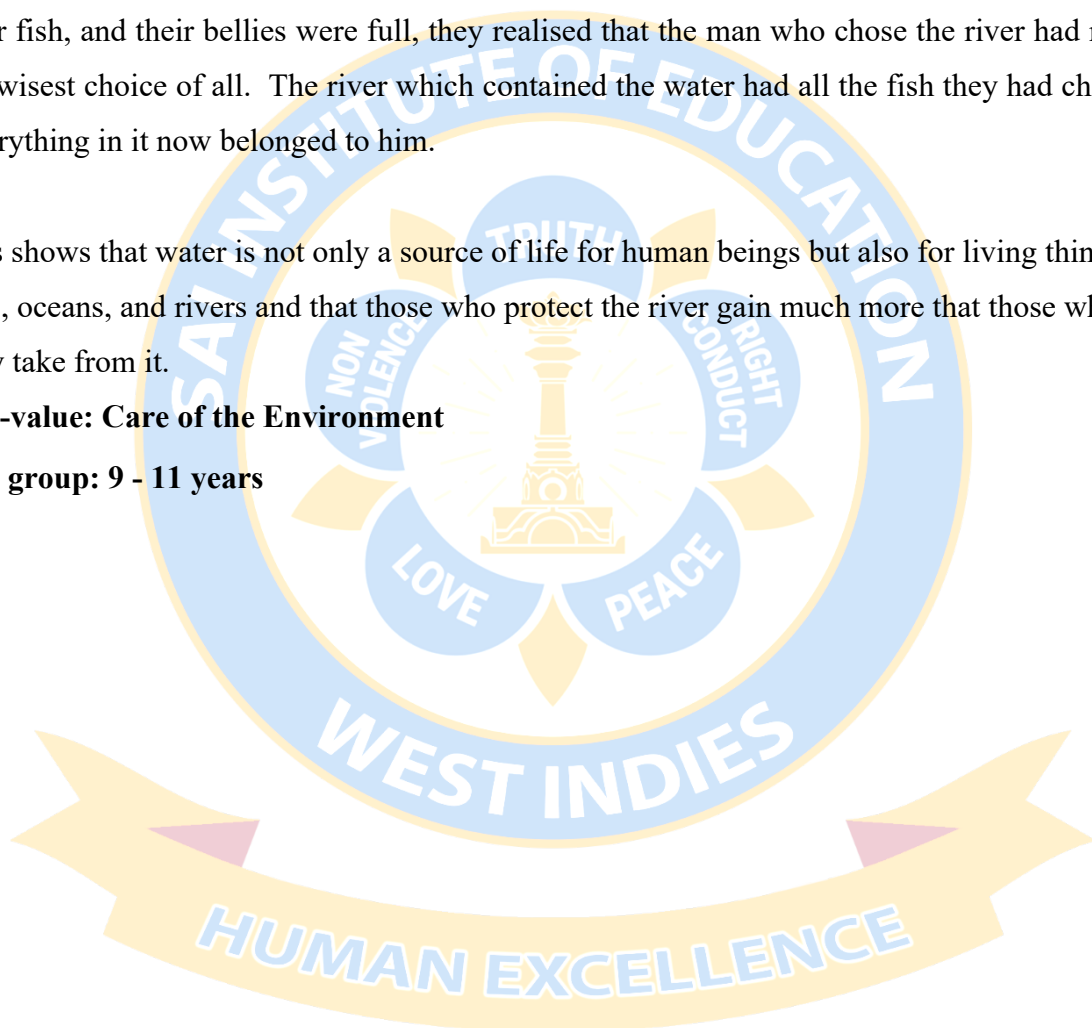 r fish, and their bellies were full, they realised that the man who chose the river had
wisest choice of all. The river which contained the water had all the fish they had ch
rything in it now belonged to him.
s shows that water is not only a source of life for human beings but also for living thin
, oceans, and rivers and that those who protect the river gain much more that those wh
y take from it.
-value: Care of the Environment
group: 9 - 11 years
SAI INSTITUTE OF EDUCATION
TRUTH
NON VIOLENCE
RIGHT CONDUCT
LOVE
PEACE
WEST INDIES
HUMAN EXCELLENCE